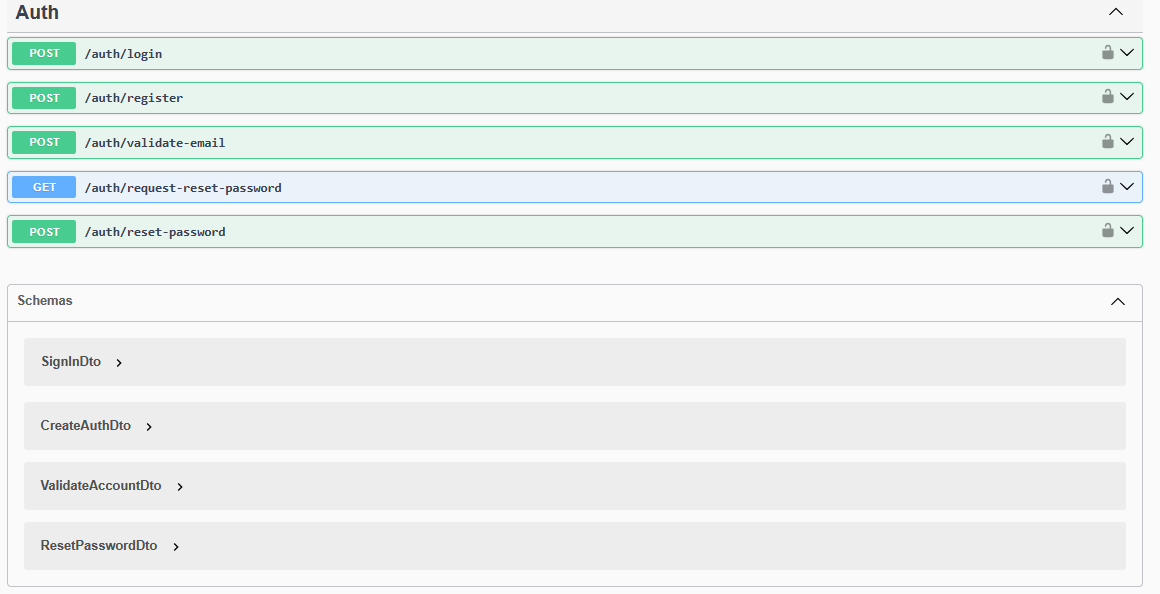 Auth
POST /auth/login
POST /auth/register
POST /auth/validate-email
GET /auth/request-reset-password
POST /auth/reset-password
Schemas
SignInDto
CreateAuthDto
ValidateAccountDto
ResetPasswordDto